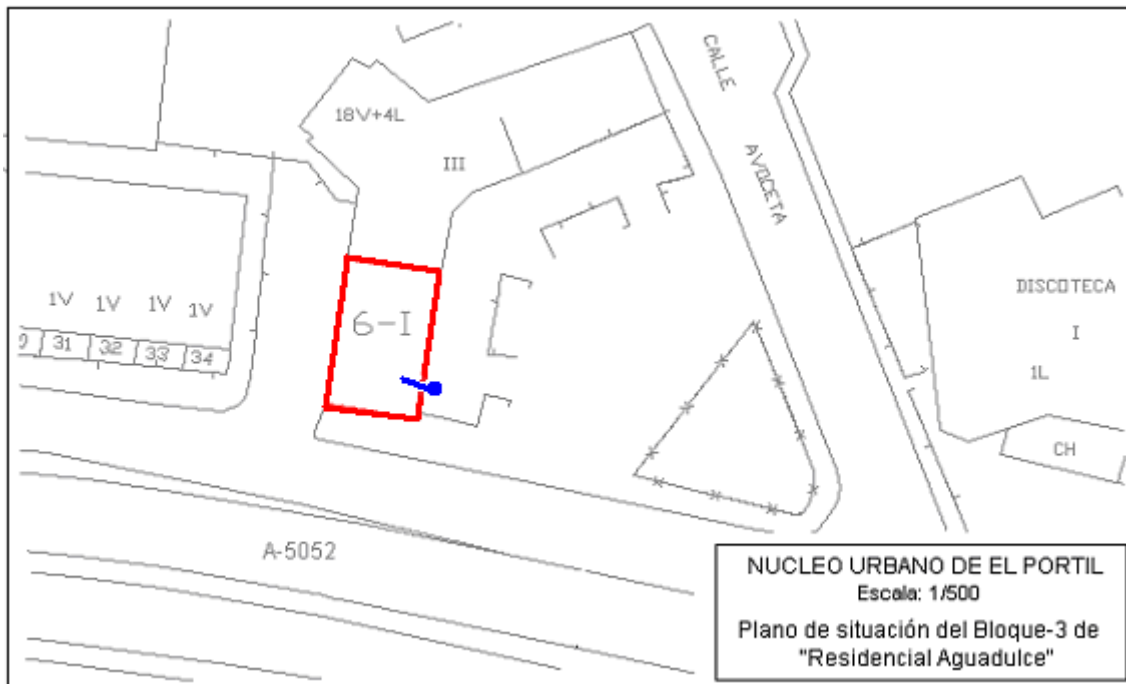 CALLE
AVOCETA
18V+4L
III
DISCOTECA
I
1L
CH
6-I
1V 1V 1V 1V
31 32 33 34
A-5052
NUCLEO URBANO DE EL PORTIL
Escala: 1/500
Plano de situación del Bloque-3 de
"Residencial Aguadulce"